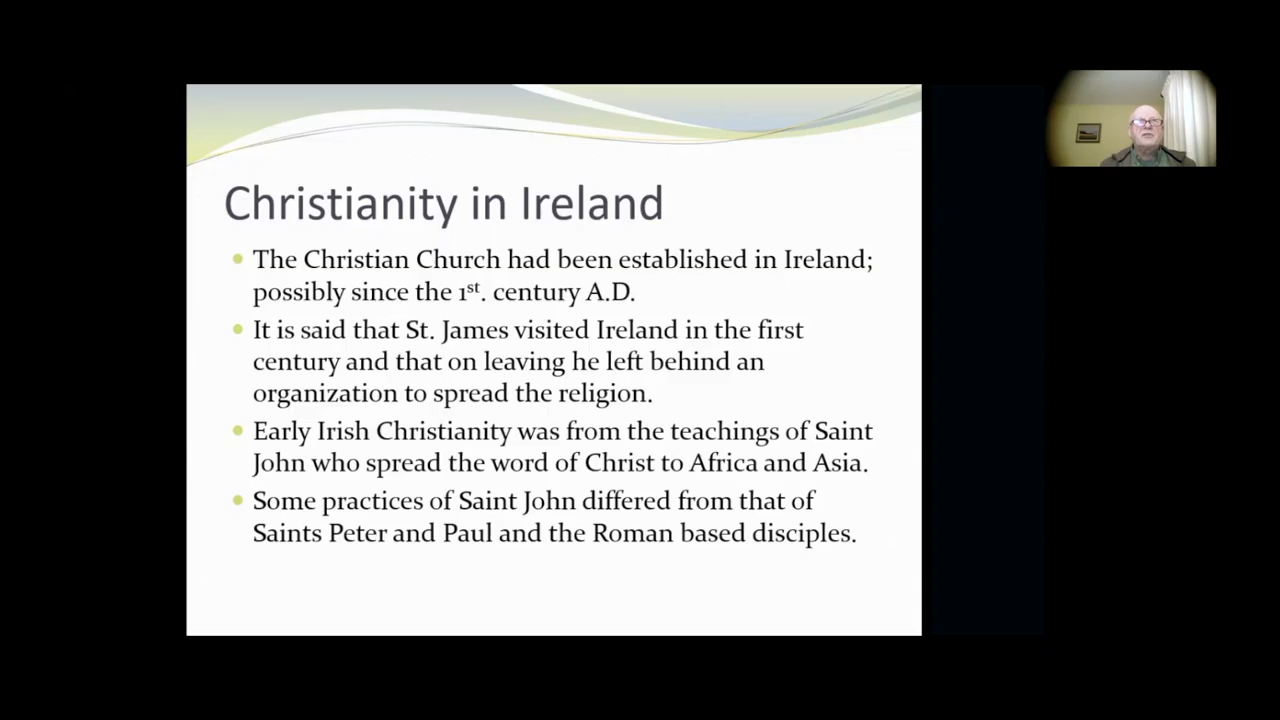 Christianity in Ireland
• The Christian Church had been established in Ireland;
possibly since the 1st. century A.D.
• It is said that St. James visited Ireland in the first
century and that on leaving he left behind an
organization to spread the religion.
• Early Irish Christianity was from the teachings of Saint
John who spread the word of Christ to Africa and Asia.
• Some practices of Saint John differed from that of
Saints Peter and Paul and the Roman based disciples.